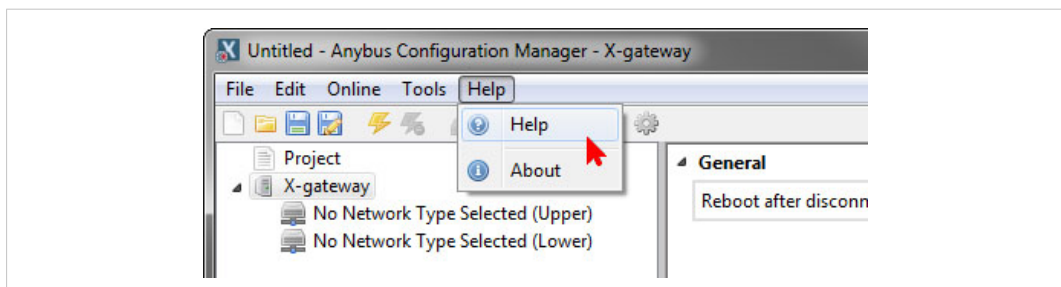 Untitled - Anybus Configuration Manager - X-gateway
File Edit Online Tools Help
Help
About
Project
X-gateway
No Network Type Selected (Upper)
No Network Type Selected (Lower)
General
Reboot after disconn